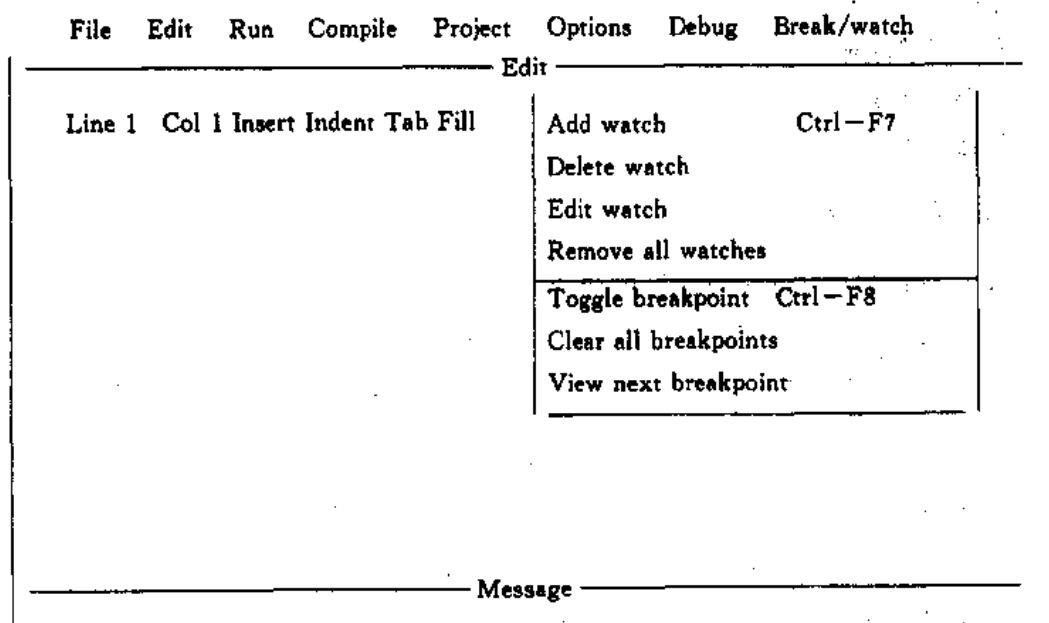 File Edit Run Compile Project Options Debug Break/watch
Edit
Line 1 Col 1 Insert Indent Tab Fill
Add watch Ctrl-F7
Delete watch
Edit watch
Remove all watches
Toggle breakpoint Ctrl-F8
Clear all breakpoints
View next breakpoint
Message